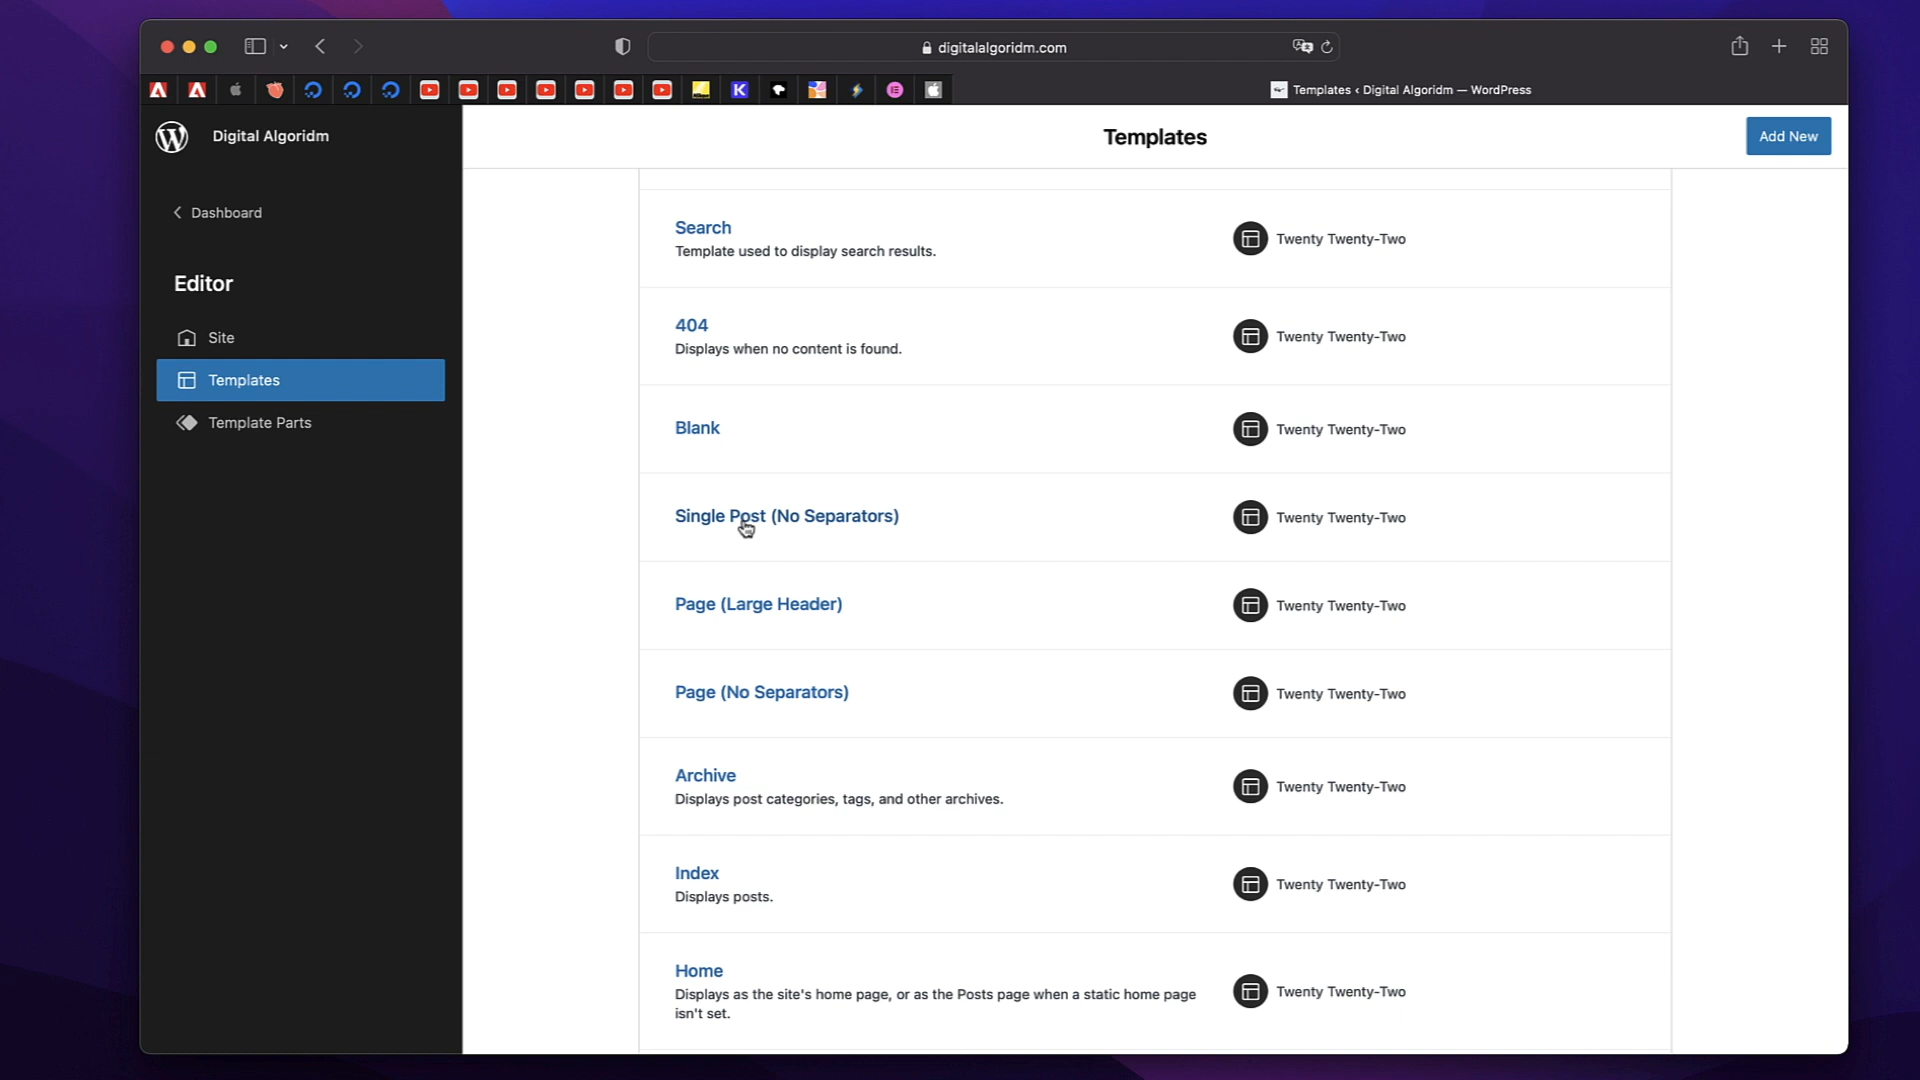 digitalalgoridm.com
Templates ‹ Digital Algoridm — WordPress
Digital Algoridm
Templates
Add New
Dashboard
Editor
Site
Templates
Template Parts
Search
Template used to display search results.
Twenty Twenty-Two
404
Displays when no content is found.
Twenty Twenty-Two
Blank
Twenty Twenty-Two
Single Post (No Separators)
Twenty Twenty-Two
Page (Large Header)
Twenty Twenty-Two
Page (No Separators)
Twenty Twenty-Two
Archive
Displays post categories, tags, and other archives.
Twenty Twenty-Two
Index
Displays posts.
Twenty Twenty-Two
Home
Displays as the site's home page, or as the Posts page when a static home page
isn't set.
Twenty Twenty-Two